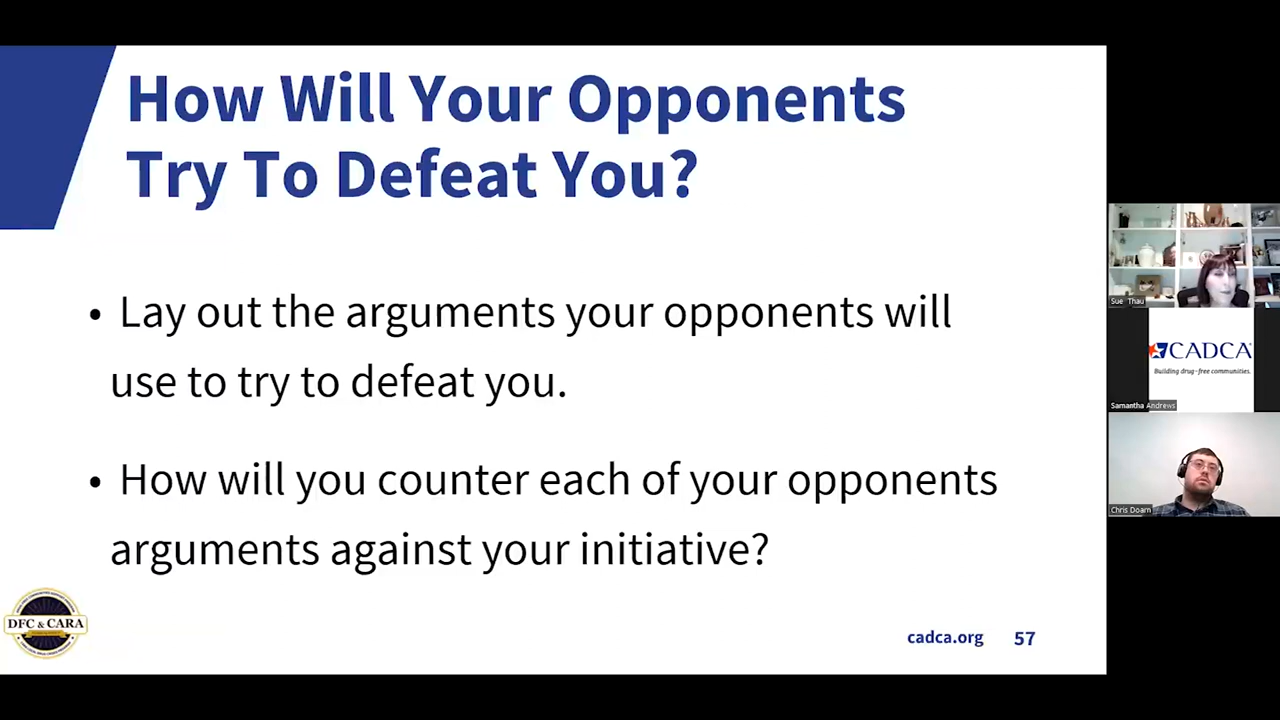 How Will Your Opponents
Try To Defeat You?
• Lay out the arguments your opponents will
use to try to defeat you.
• How will you counter each of your opponents
arguments against your initiative?
DFC & CARA
cadca.org 57
Sue Thau
CADCA
Building drug-free communities.
Samantha Andrews
Chris Doarn